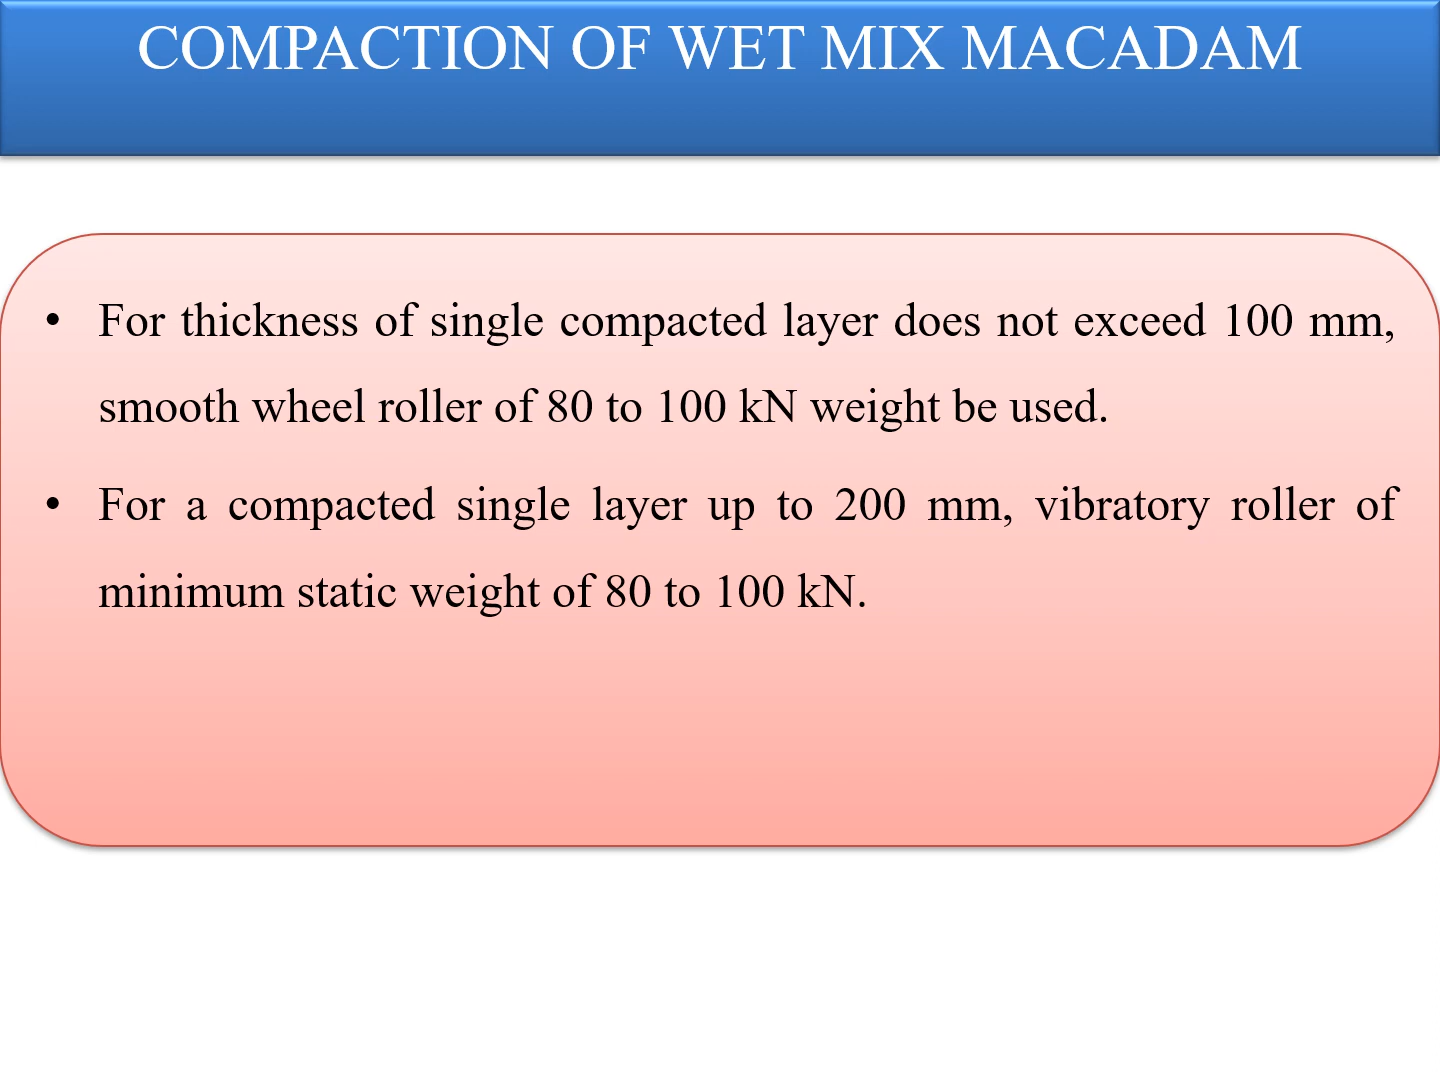 COMPACTION OF WET MIX MACADAM
• For thickness of single compacted layer does not exceed 100 mm,
smooth wheel roller of 80 to 100 kN weight be used.
• For a compacted single layer up to 200 mm, vibratory roller of
minimum static weight of 80 to 100 kN.